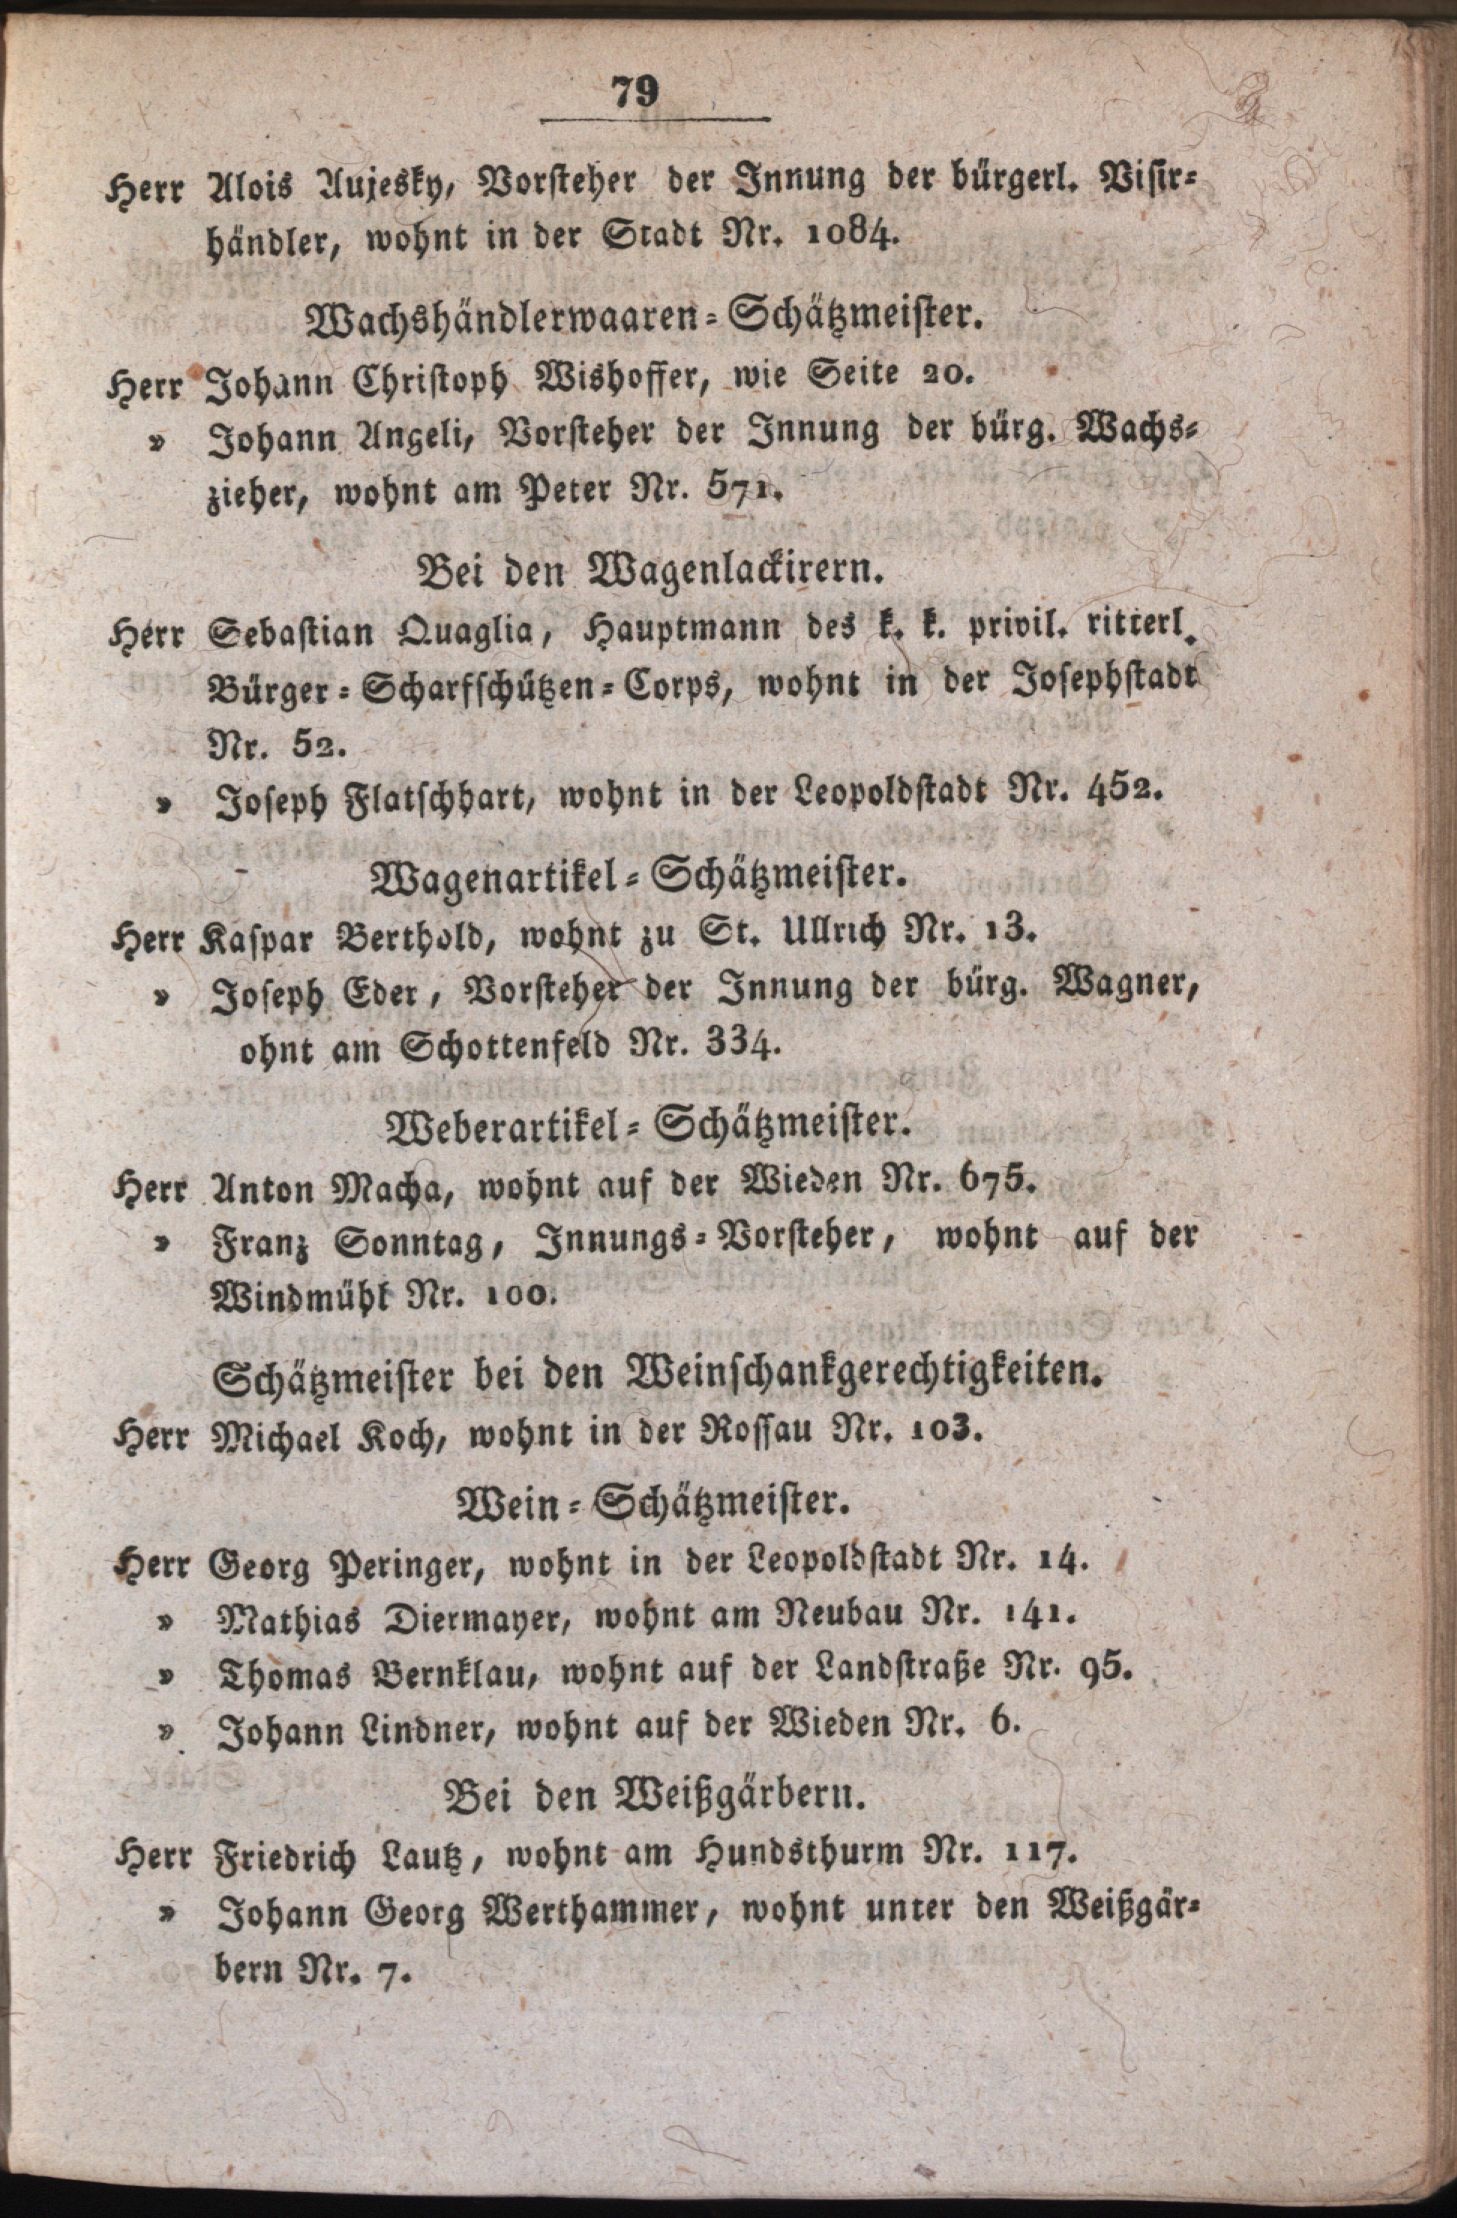 79
Herr Alois Aujesky, Vorsteher der Innung der bürgerl. Visir-
händler, wohnt in der Stadt Nr. 1084.
Wachshändlerwaaren-Schätzmeister.
Herr Johann Christoph Wishoffer, wie Seite 20.
» Johann Angeli, Vorsteher der Innung der bürg. Wachs-
zieher, wohnt am Peter Nr. 571.
Bei den Wagenlackirern.
Herr Sebastian Quaglia, Hauptmann des k. k. privil. ritterl.
Bürger-Scharfschützen-Corps, wohnt in der Josephstadt
Nr. 52.
» Joseph Flatschhart, wohnt in der Leopoldstadt Nr. 452.
Wagenartikel-Schätzmeister.
Herr Kaspar Berthold, wohnt zu St. Ullrich Nr. 13.
» Joseph Eder, Vorsteher der Innung der bürg. Wagner,
ohnt am Schottenfeld Nr. 334.
Weberartikel-Schätzmeister.
Herr Anton Macha, wohnt auf der Wieden Nr. 675.
» Franz Sonntag, Innungs-Vorsteher, wohnt auf der
Windmühl Nr. 100.
Schätzmeister bei den Weinschankgerechtigkeiten.
Herr Michael Koch, wohnt in der Rossau Nr. 103.
Wein-Schätzmeister.
Herr Georg Peringer, wohnt in der Leopoldstadt Nr. 14.
» Mathias Diermayer, wohnt am Neubau Nr. 141.
» Thomas Bernklau, wohnt auf der Landstraße Nr. 95.
» Johann Lindner, wohnt auf der Wieden Nr. 6.
Bei den Weißgärbern.
Herr Friedrich Lautz, wohnt am Hundsthurm Nr. 117.
» Johann Georg Werthammer, wohnt unter den Weißgär-
bern Nr. 7.